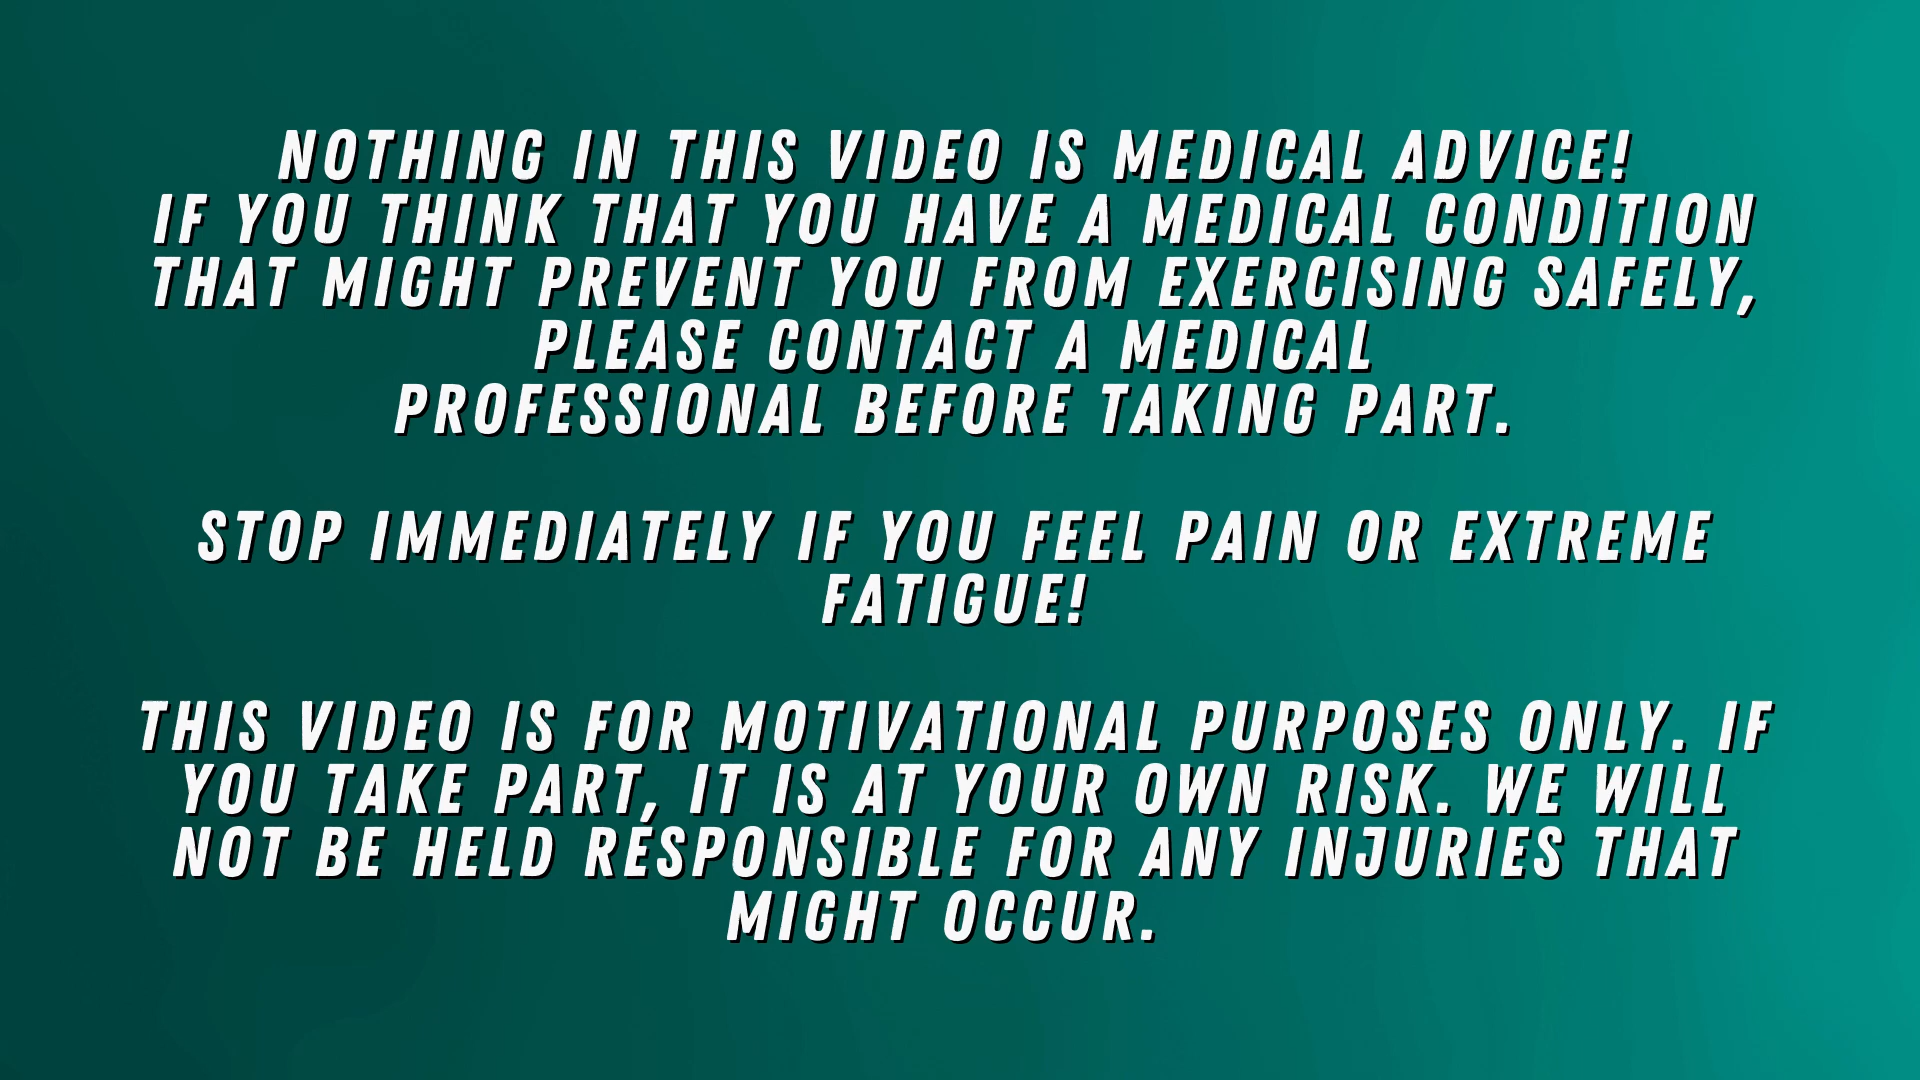 NOTHING IN THIS VIDEO IS MEDICAL ADVICE!
IF YOU THINK THAT YOU HAVE A MEDICAL CONDITION
THAT MIGHT PREVENT YOU FROM EXERCISING SAFELY,
PLEASE CONTACT A MEDICAL
PROFESSIONAL BEFORE TAKING PART.
STOP IMMEDIATELY IF YOU FEEL PAIN OR EXTREME
FATIGUE!
THIS VIDEO IS FOR MOTIVATIONAL PURPOSES ONLY. IF
YOU TAKE PART, IT IS AT YOUR OWN RISK. WE WILL
NOT BE HELD RESPONSIBLE FOR ANY INJURIES THAT
MIGHT OCCUR.